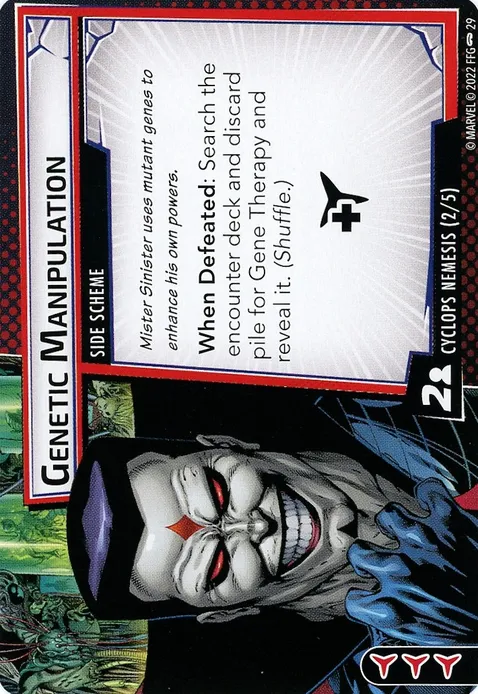 GENETIC MANIPULATION
SIDE SCHEME
Mister Sinister uses mutant genes to
enhance his own powers.
When Defeated: Search the
encounter deck and discard
pile for Gene Therapy and
reveal it. (Shuffle.)
2
CYCLOPS NEMESIS (2/5)
© MARVEL © 2022 FFG 29